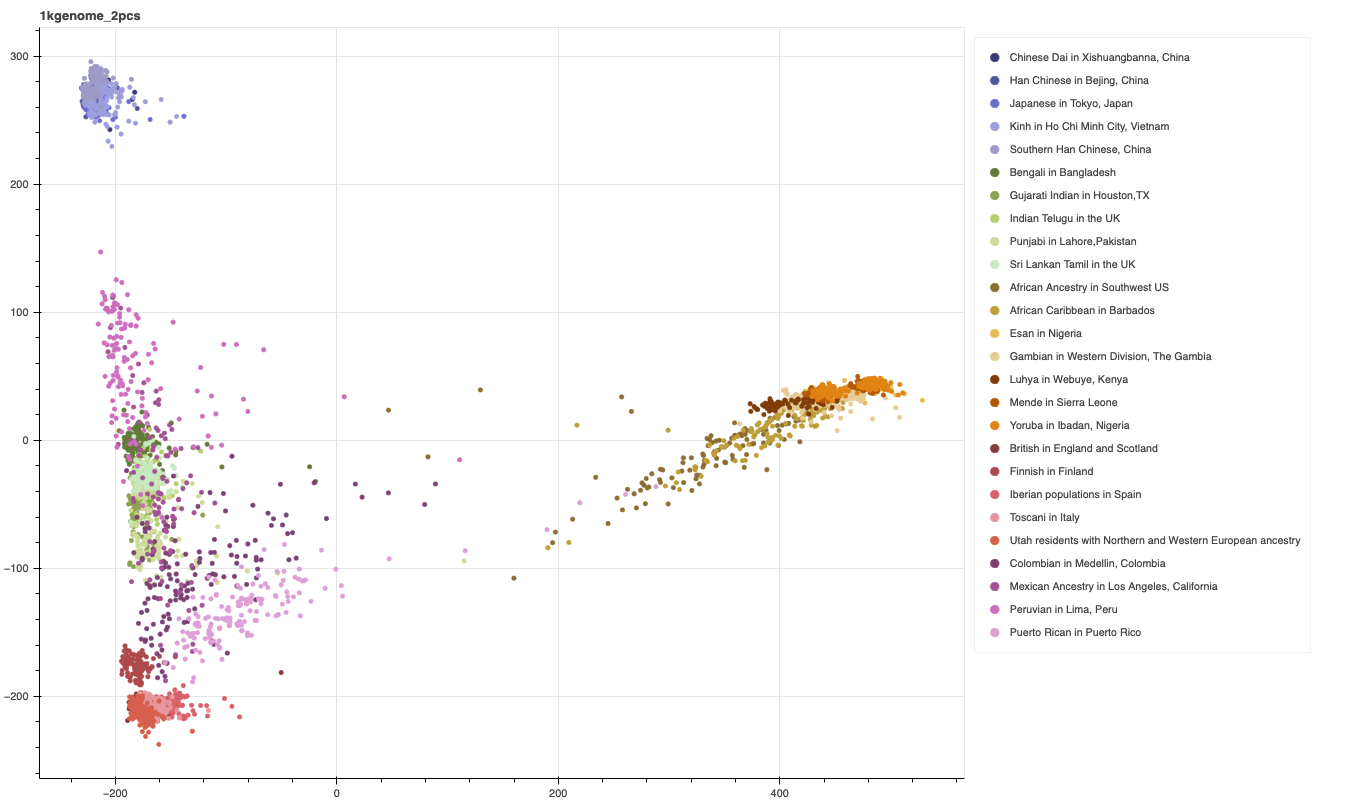 1kgenome_2pcs
300
200
100
0
−100
−200
−200
0
200
400
Chinese Dai in Xishuangbanna, China
Han Chinese in Bejing, China
Japanese in Tokyo, Japan
Kinh in Ho Chi Minh City, Vietnam
Southern Han Chinese, China
Bengali in Bangladesh
Gujarati Indian in Houston,TX
Indian Telugu in the UK
Punjabi in Lahore,Pakistan
Sri Lankan Tamil in the UK
African Ancestry in Southwest US
African Caribbean in Barbados
Esan in Nigeria
Gambian in Western Division, The Gambia
Luhya in Webuye, Kenya
Mende in Sierra Leone
Yoruba in Ibadan, Nigeria
British in England and Scotland
Finnish in Finland
Iberian populations in Spain
Toscani in Italy
Utah residents with Northern and Western European ancestry
Colombian in Medellin, Colombia
Mexican Ancestry in Los Angeles, California
Peruvian in Lima, Peru
Puerto Rican in Puerto Rico